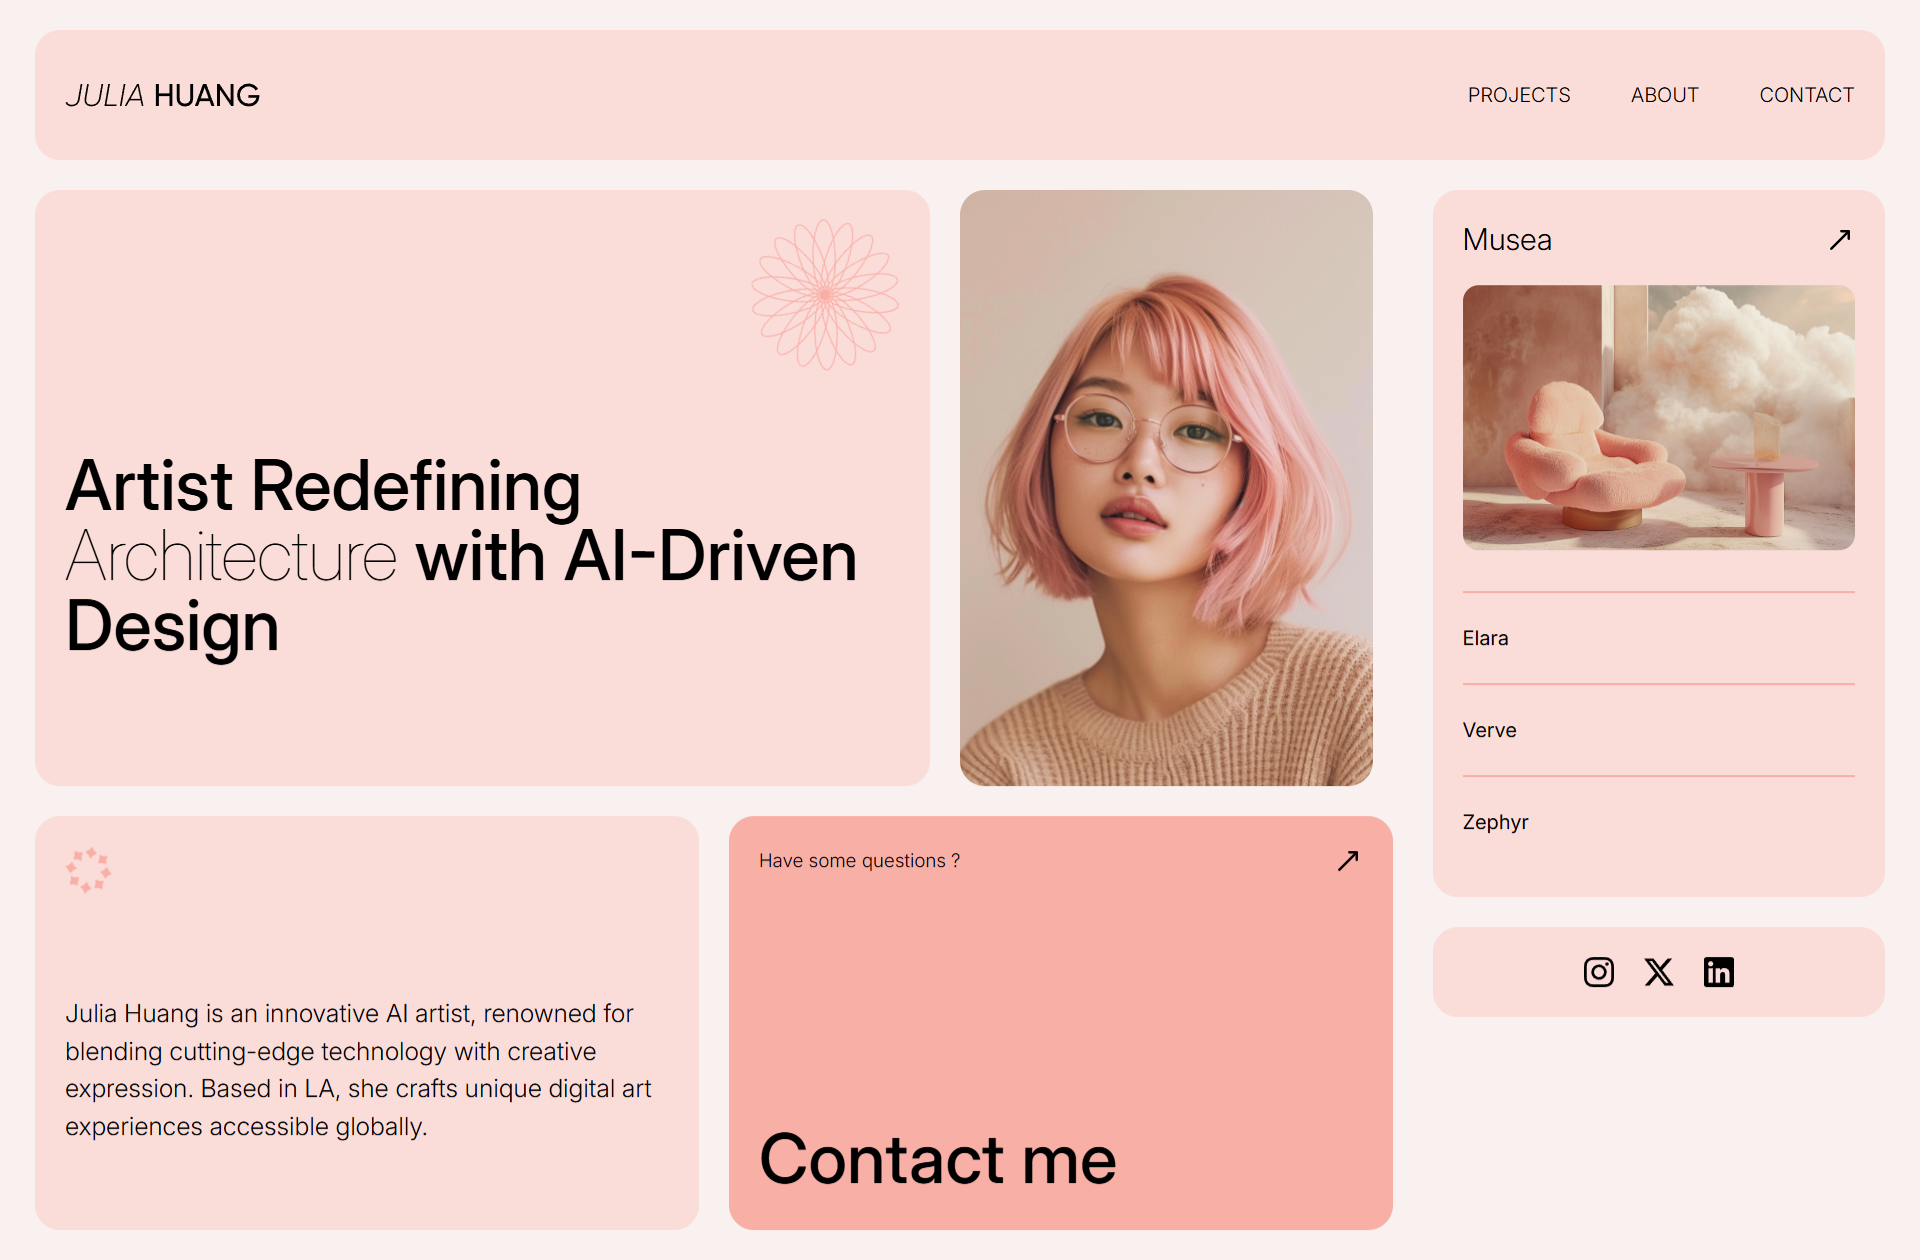 JULIA HUANG
PROJECTS
ABOUT
CONTACT
Artist Redefining
Architecture with AI-Driven
Design
Musea
Elara
Verve
Zephyr
Julia Huang is an innovative AI artist, renowned for
blending cutting-edge technology with creative
expression. Based in LA, she crafts unique digital art
experiences accessible globally.
Have some questions ?
Contact me